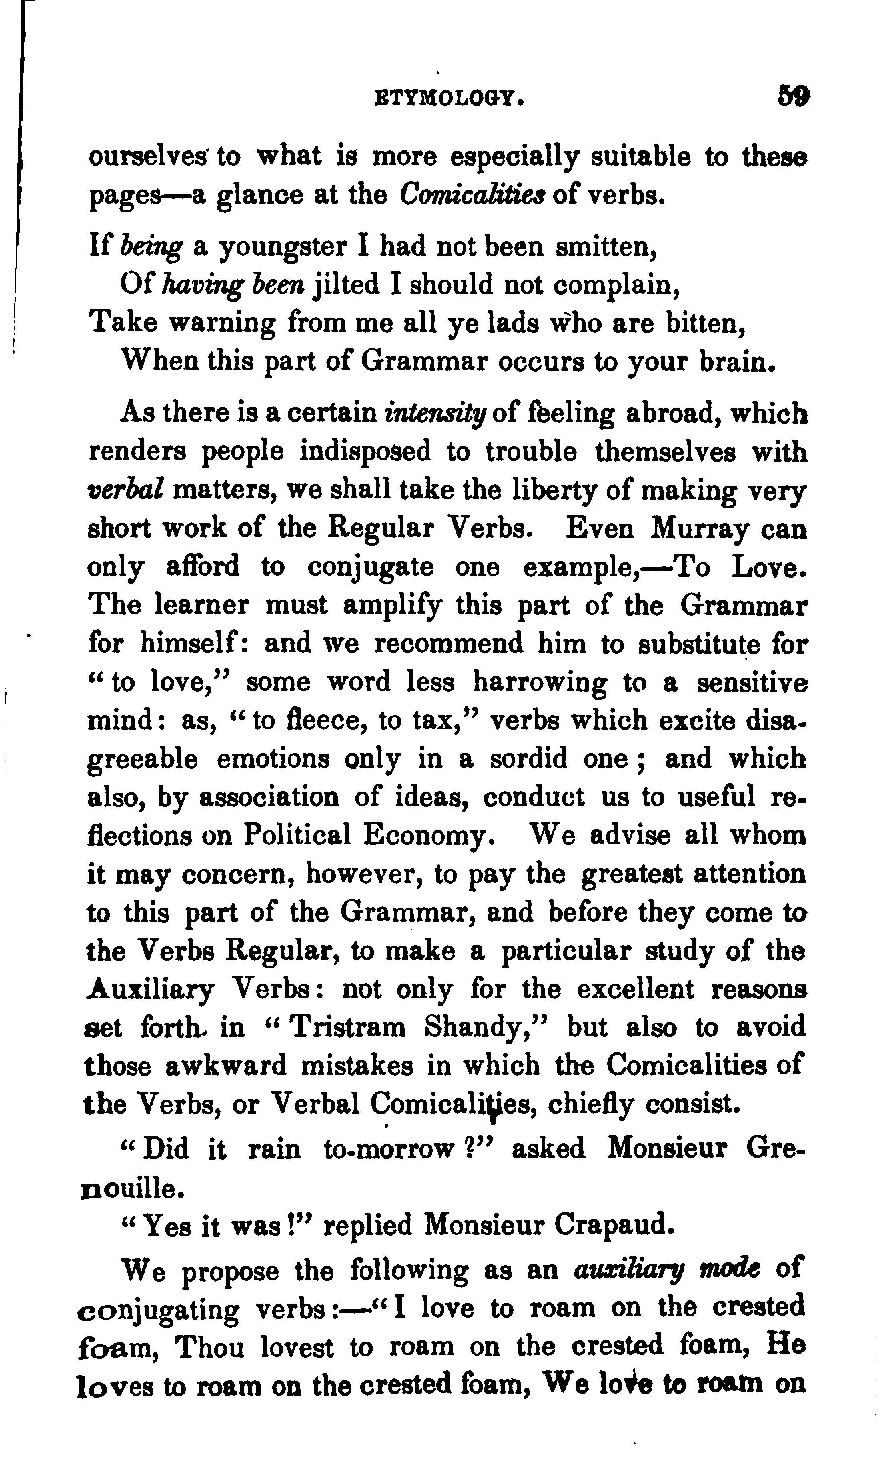 ETYMOLOGY. 59
ourselves to what is more especially suitable to these
pages—a glance at the Comicalities of verbs.
If being a youngster I had not been smitten,
Of having been jilted I should not complain,
Take warning from me all ye lads who are bitten,
When this part of Grammar occurs to your brain.
As there is a certain intensity of feeling abroad, which
renders people indisposed to trouble themselves with
verbal matters, we shall take the liberty of making very
short work of the Regular Verbs. Even Murray can
only afford to conjugate one example,—To Love.
The learner must amplify this part of the Grammar
for himself: and we recommend him to substitute for
“to love,” some word less harrowing to a sensitive
mind: as, “to fleece, to tax,” verbs which excite disa-
greeable emotions only in a sordid one; and which
also, by association of ideas, conduct us to useful re-
flections on Political Economy. We advise all whom
it may concern, however, to pay the greatest attention
to this part of the Grammar, and before they come to
the Verbs Regular, to make a particular study of the
Auxiliary Verbs: not only for the excellent reasons
set forth in “Tristram Shandy,” but also to avoid
those awkward mistakes in which the Comicalities of
the Verbs, or Verbal Comicalities, chiefly consist.
“Did it rain to-morrow?” asked Monsieur Gre-
nouille.
“Yes it was!” replied Monsieur Crapaud.
We propose the following as an auxiliary mode of
conjugating verbs:—“I love to roam on the crested
foam, Thou lovest to roam on the crested foam, He
loves to roam on the crested foam, We love to roam on